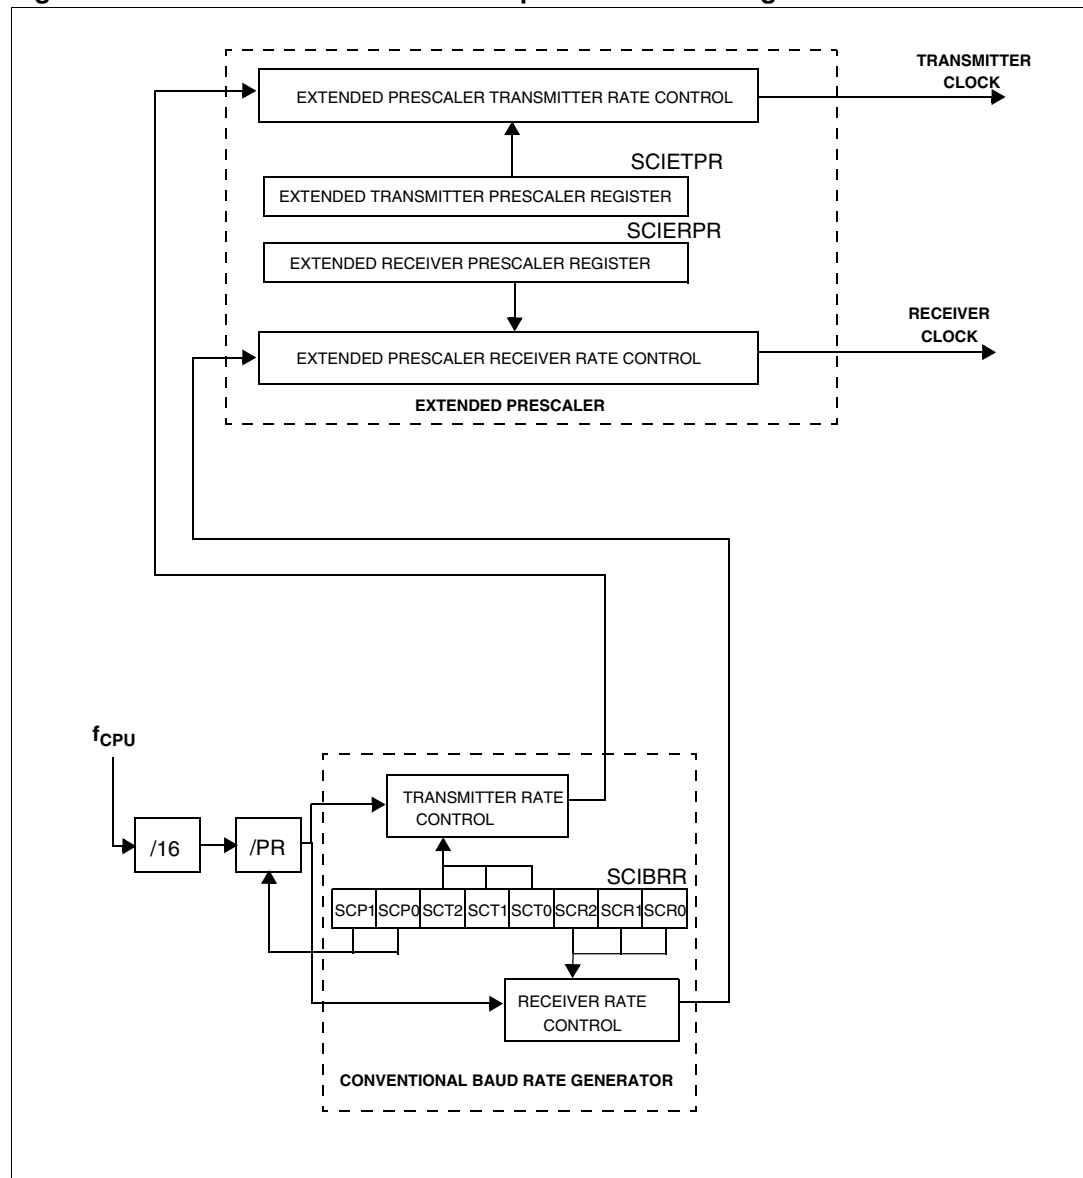 TRANSMITTER
CLOCK
EXTENDED PRESCALER TRANSMITTER RATE CONTROL
SCIETPR
EXTENDED TRANSMITTER PRESCALER REGISTER
SCIERPR
EXTENDED RECEIVER PRESCALER REGISTER
RECEIVER
CLOCK
EXTENDED PRESCALER RECEIVER RATE CONTROL
EXTENDED PRESCALER
fCPU
TRANSMITTER RATE
CONTROL
/16
/PR
SCIBRR
SCP1 SCP0 SCT2 SCT1 SCT0 SCR2 SCR1 SCR0
RECEIVER RATE
CONTROL
CONVENTIONAL BAUD RATE GENERATOR